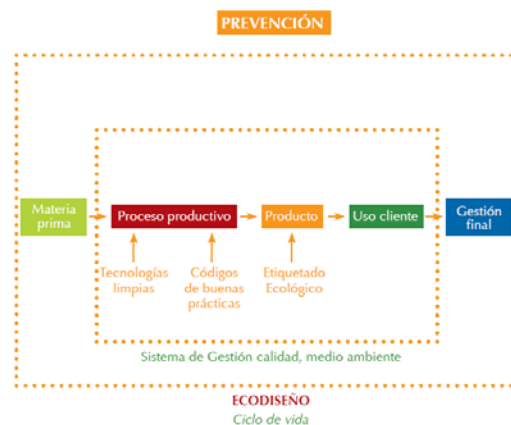 PREVENCIÓN
Materia
prima
Proceso productivo
Producto
Uso cliente
Gestión
final
Tecnologías
limpias
Códigos
de buenas
prácticas
Etiquetado
Ecológico
Sistema de Gestión calidad, medio ambiente
ECODISEÑO
Ciclo de vida